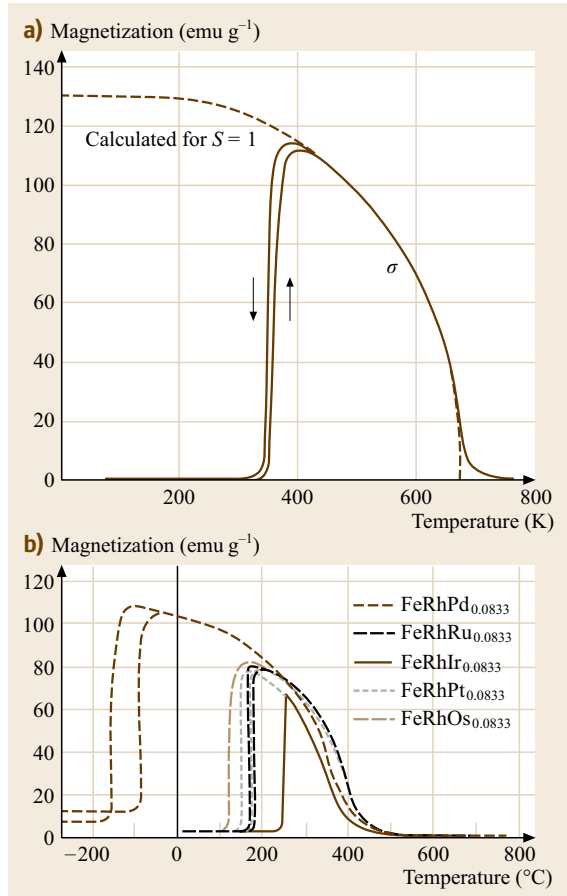 a) Magnetization (emu g⁻¹)
140
120
100
80
60
40
20
0
Calculated for S = 1
σ
200 400 600 800
Temperature (K)
b) Magnetization (emu g⁻¹)
120
100
80
60
40
20
0
FeRhPd₀.₀₈₃₃
FeRhRu₀.₀₈₃₃
FeRhIr₀.₀₈₃₃
FeRhPt₀.₀₈₃₃
FeRhOs₀.₀₈₃₃
−200 0 200 400 600 800
Temperature (°C)